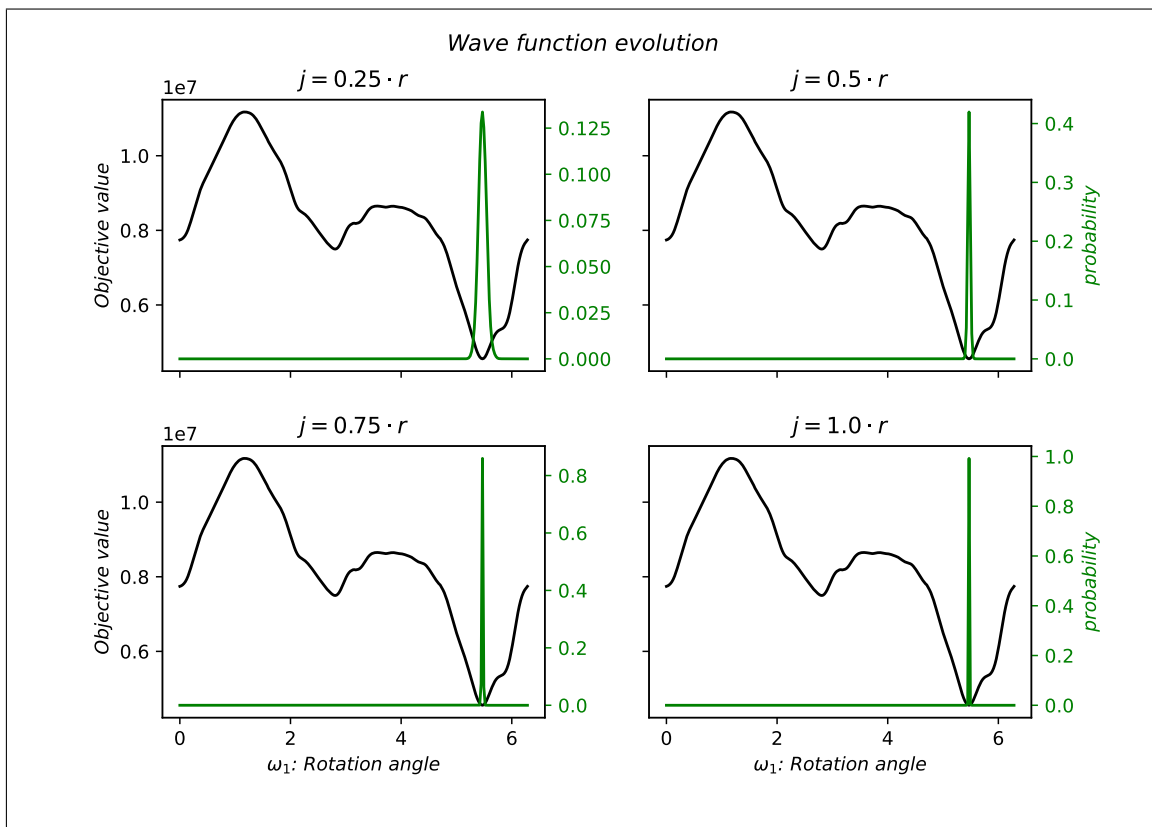 Wave function evolution
j = 0.25 · r
1e7
1.0
0.8
0.6
Objective value
0.125
0.100
0.075
0.050
0.025
0.000
j = 0.5 · r
0.4
0.3
0.2
0.1
0.0
probability
j = 0.75 · r
1e7
1.0
0.8
0.6
Objective value
0.8
0.6
0.4
0.2
0.0
0 2 4 6
ω₁: Rotation angle
j = 1.0 · r
1.0
0.8
0.6
0.4
0.2
0.0
probability
0 2 4 6
ω₁: Rotation angle